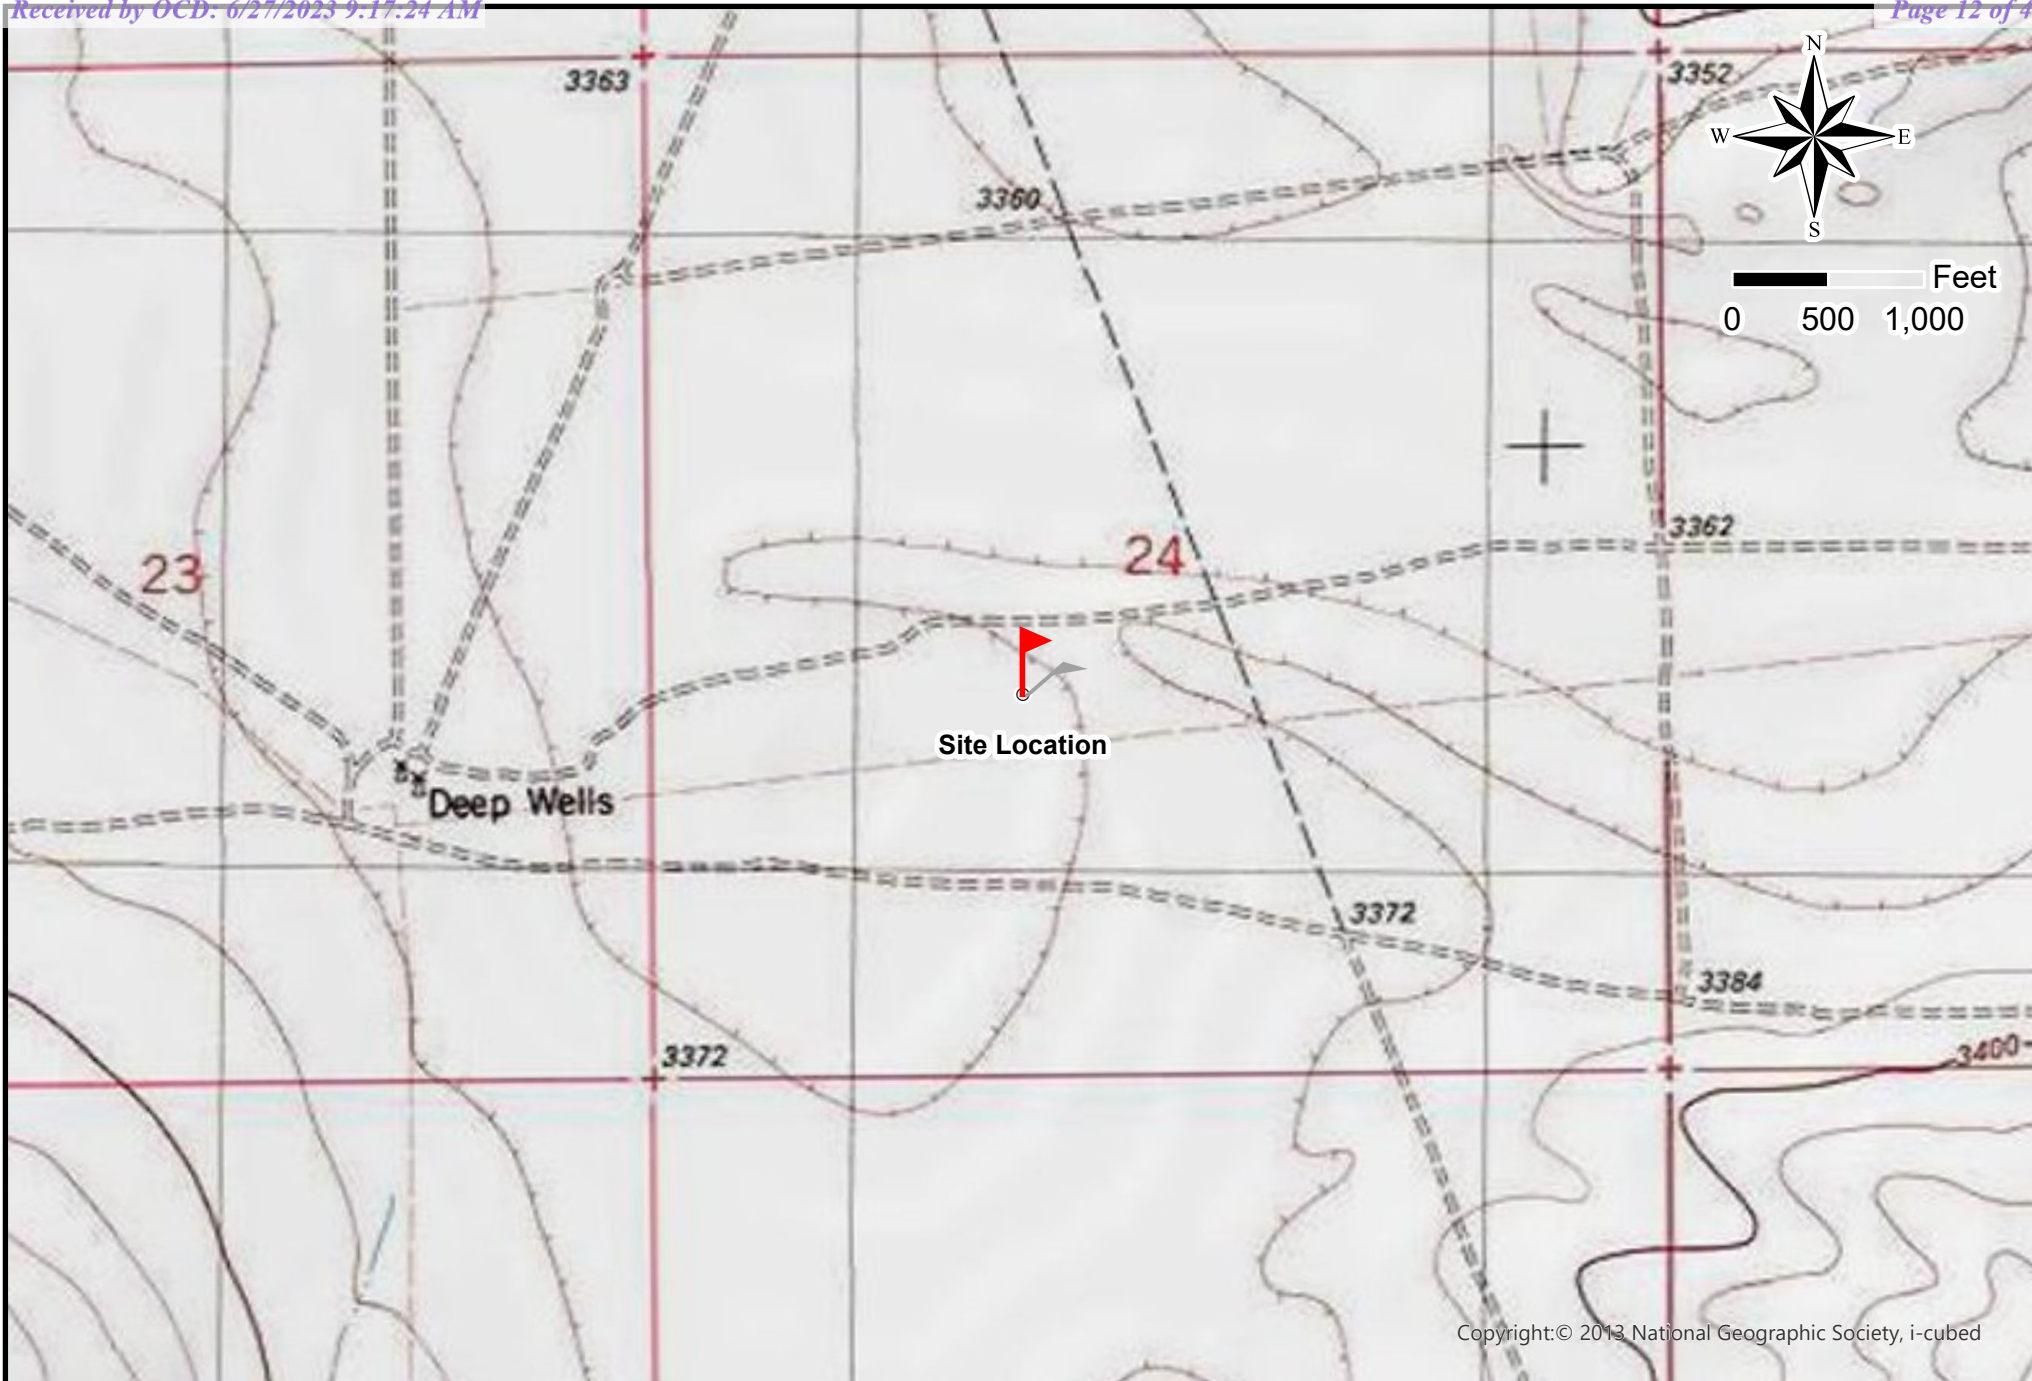 Received by OCD: 6/27/2023 9:17:24 AM
Page 12 of 4
N
3363
3352
W E
3360
S
Feet
0 500 1,000
3362
24
23
Site Location
Deep Wells
3372
3384
3400
3372
Copyright:© 2013 National Geographic Society, i-cubed